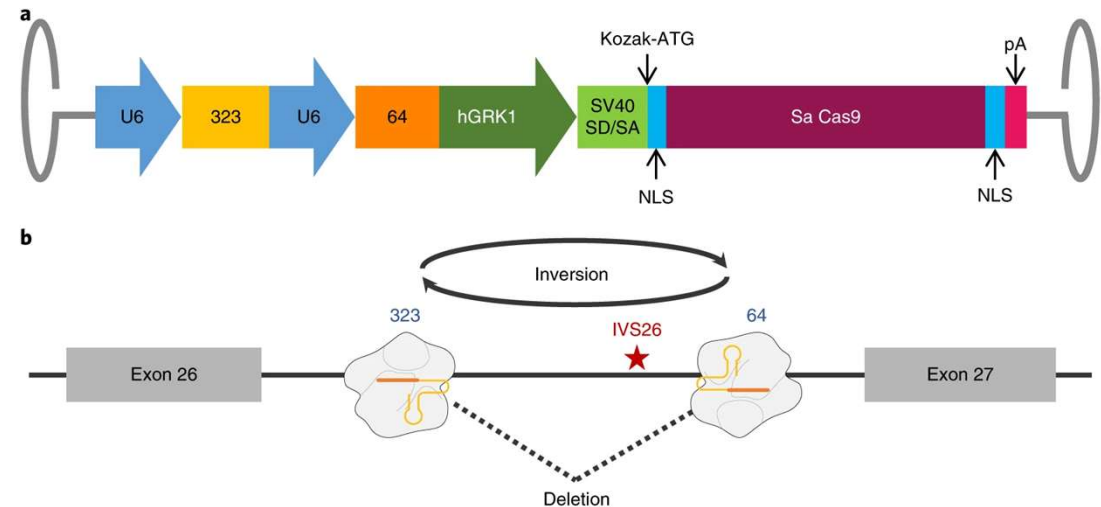 a
Kozak-ATG
pA
U6
323
U6
64
hGRK1
SV40
SD/SA
Sa Cas9
NLS
NLS
b
Inversion
323
IVS26
64
Exon 26
Exon 27
Deletion